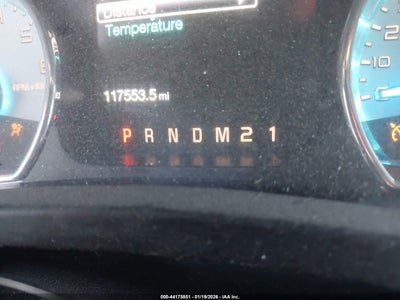 Distance
Temperature
117553.5 mi
P R N D M 2 1
000-44175851 - 01/19/2026 - IAA Inc.